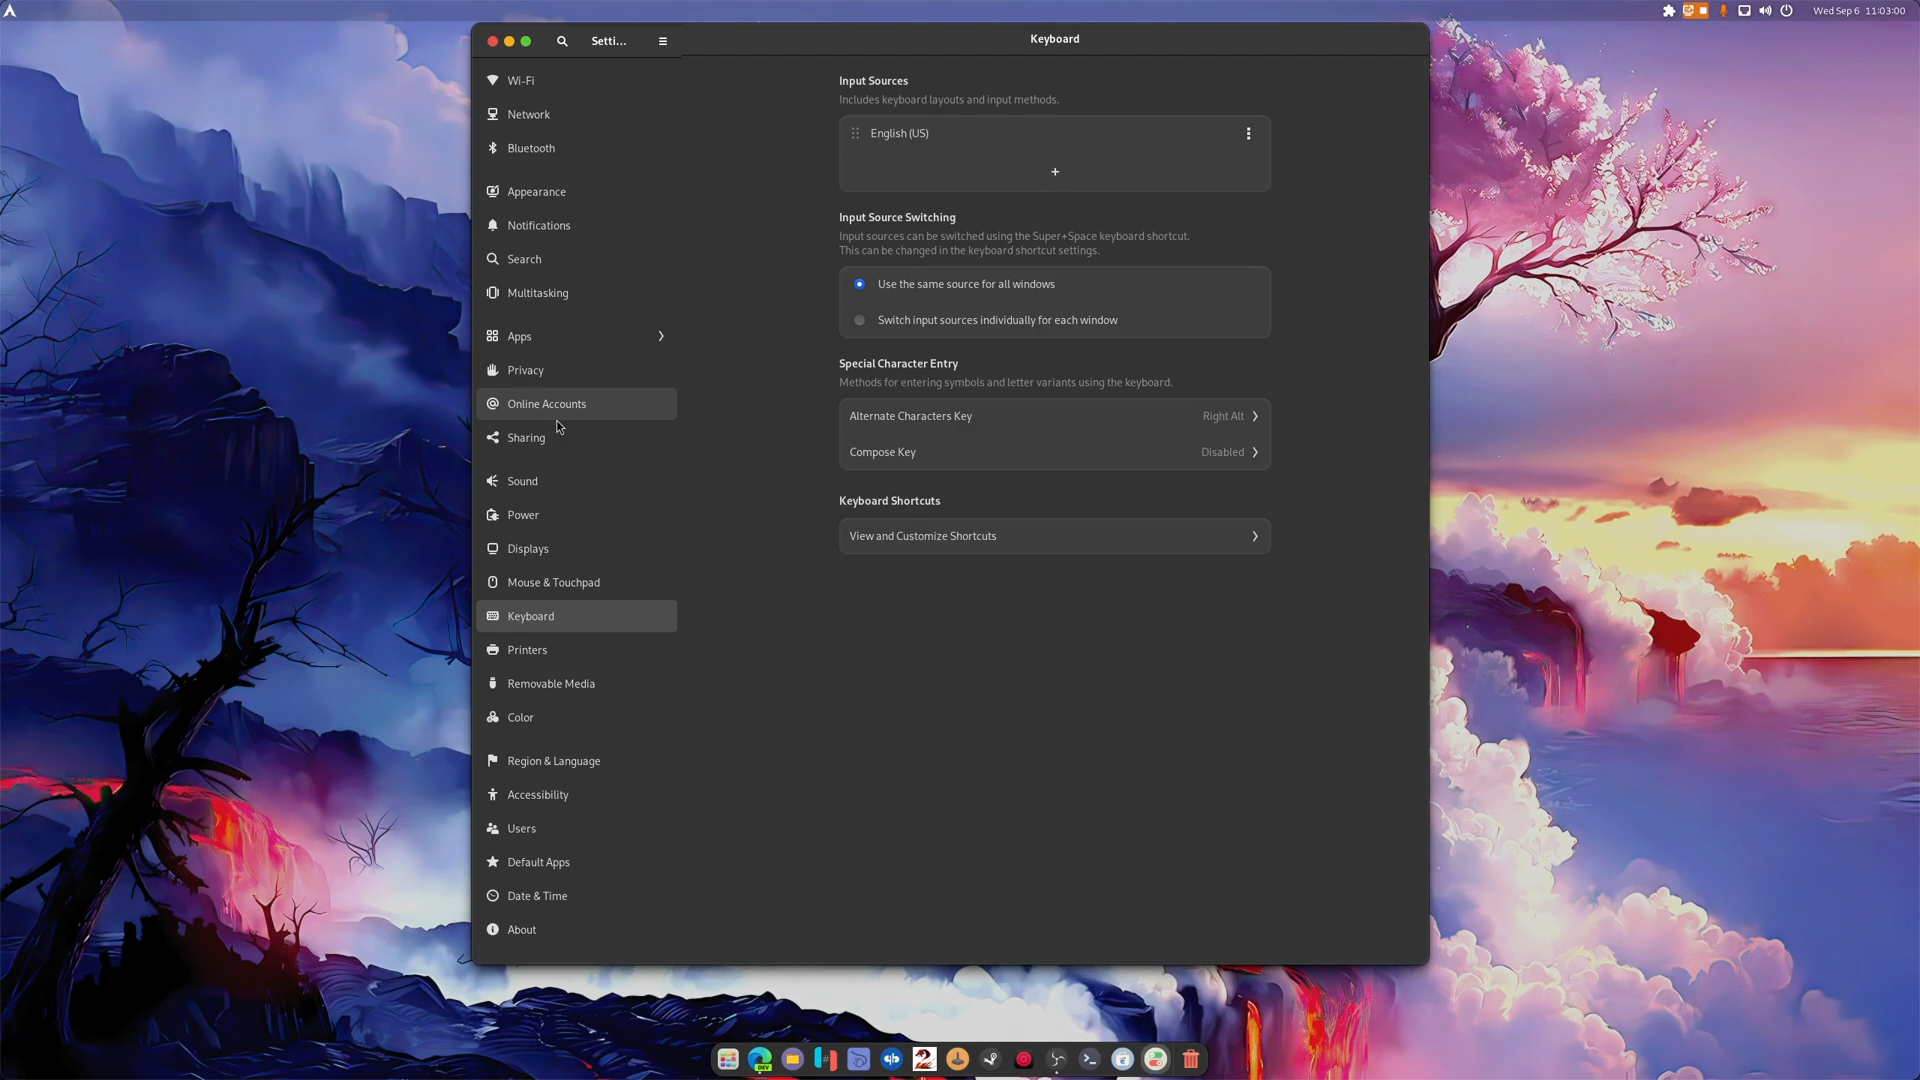 Wed Sep 6 11:03:00
Setti...
Keyboard
Wi-Fi
Network
Bluetooth
Appearance
Notifications
Search
Multitasking
Apps
Privacy
Online Accounts
Sharing
Sound
Power
Displays
Mouse & Touchpad
Keyboard
Printers
Removable Media
Color
Region & Language
Accessibility
Users
Default Apps
Date & Time
About
Input Sources
Includes keyboard layouts and input methods.
English (US)
Input Source Switching
Input sources can be switched using the Super+Space keyboard shortcut.
This can be changed in the keyboard shortcut settings.
Use the same source for all windows
Switch input sources individually for each window
Special Character Entry
Methods for entering symbols and letter variants using the keyboard.
Alternate Characters Key Right Alt
Compose Key Disabled
Keyboard Shortcuts
View and Customize Shortcuts
DEV
qb
2